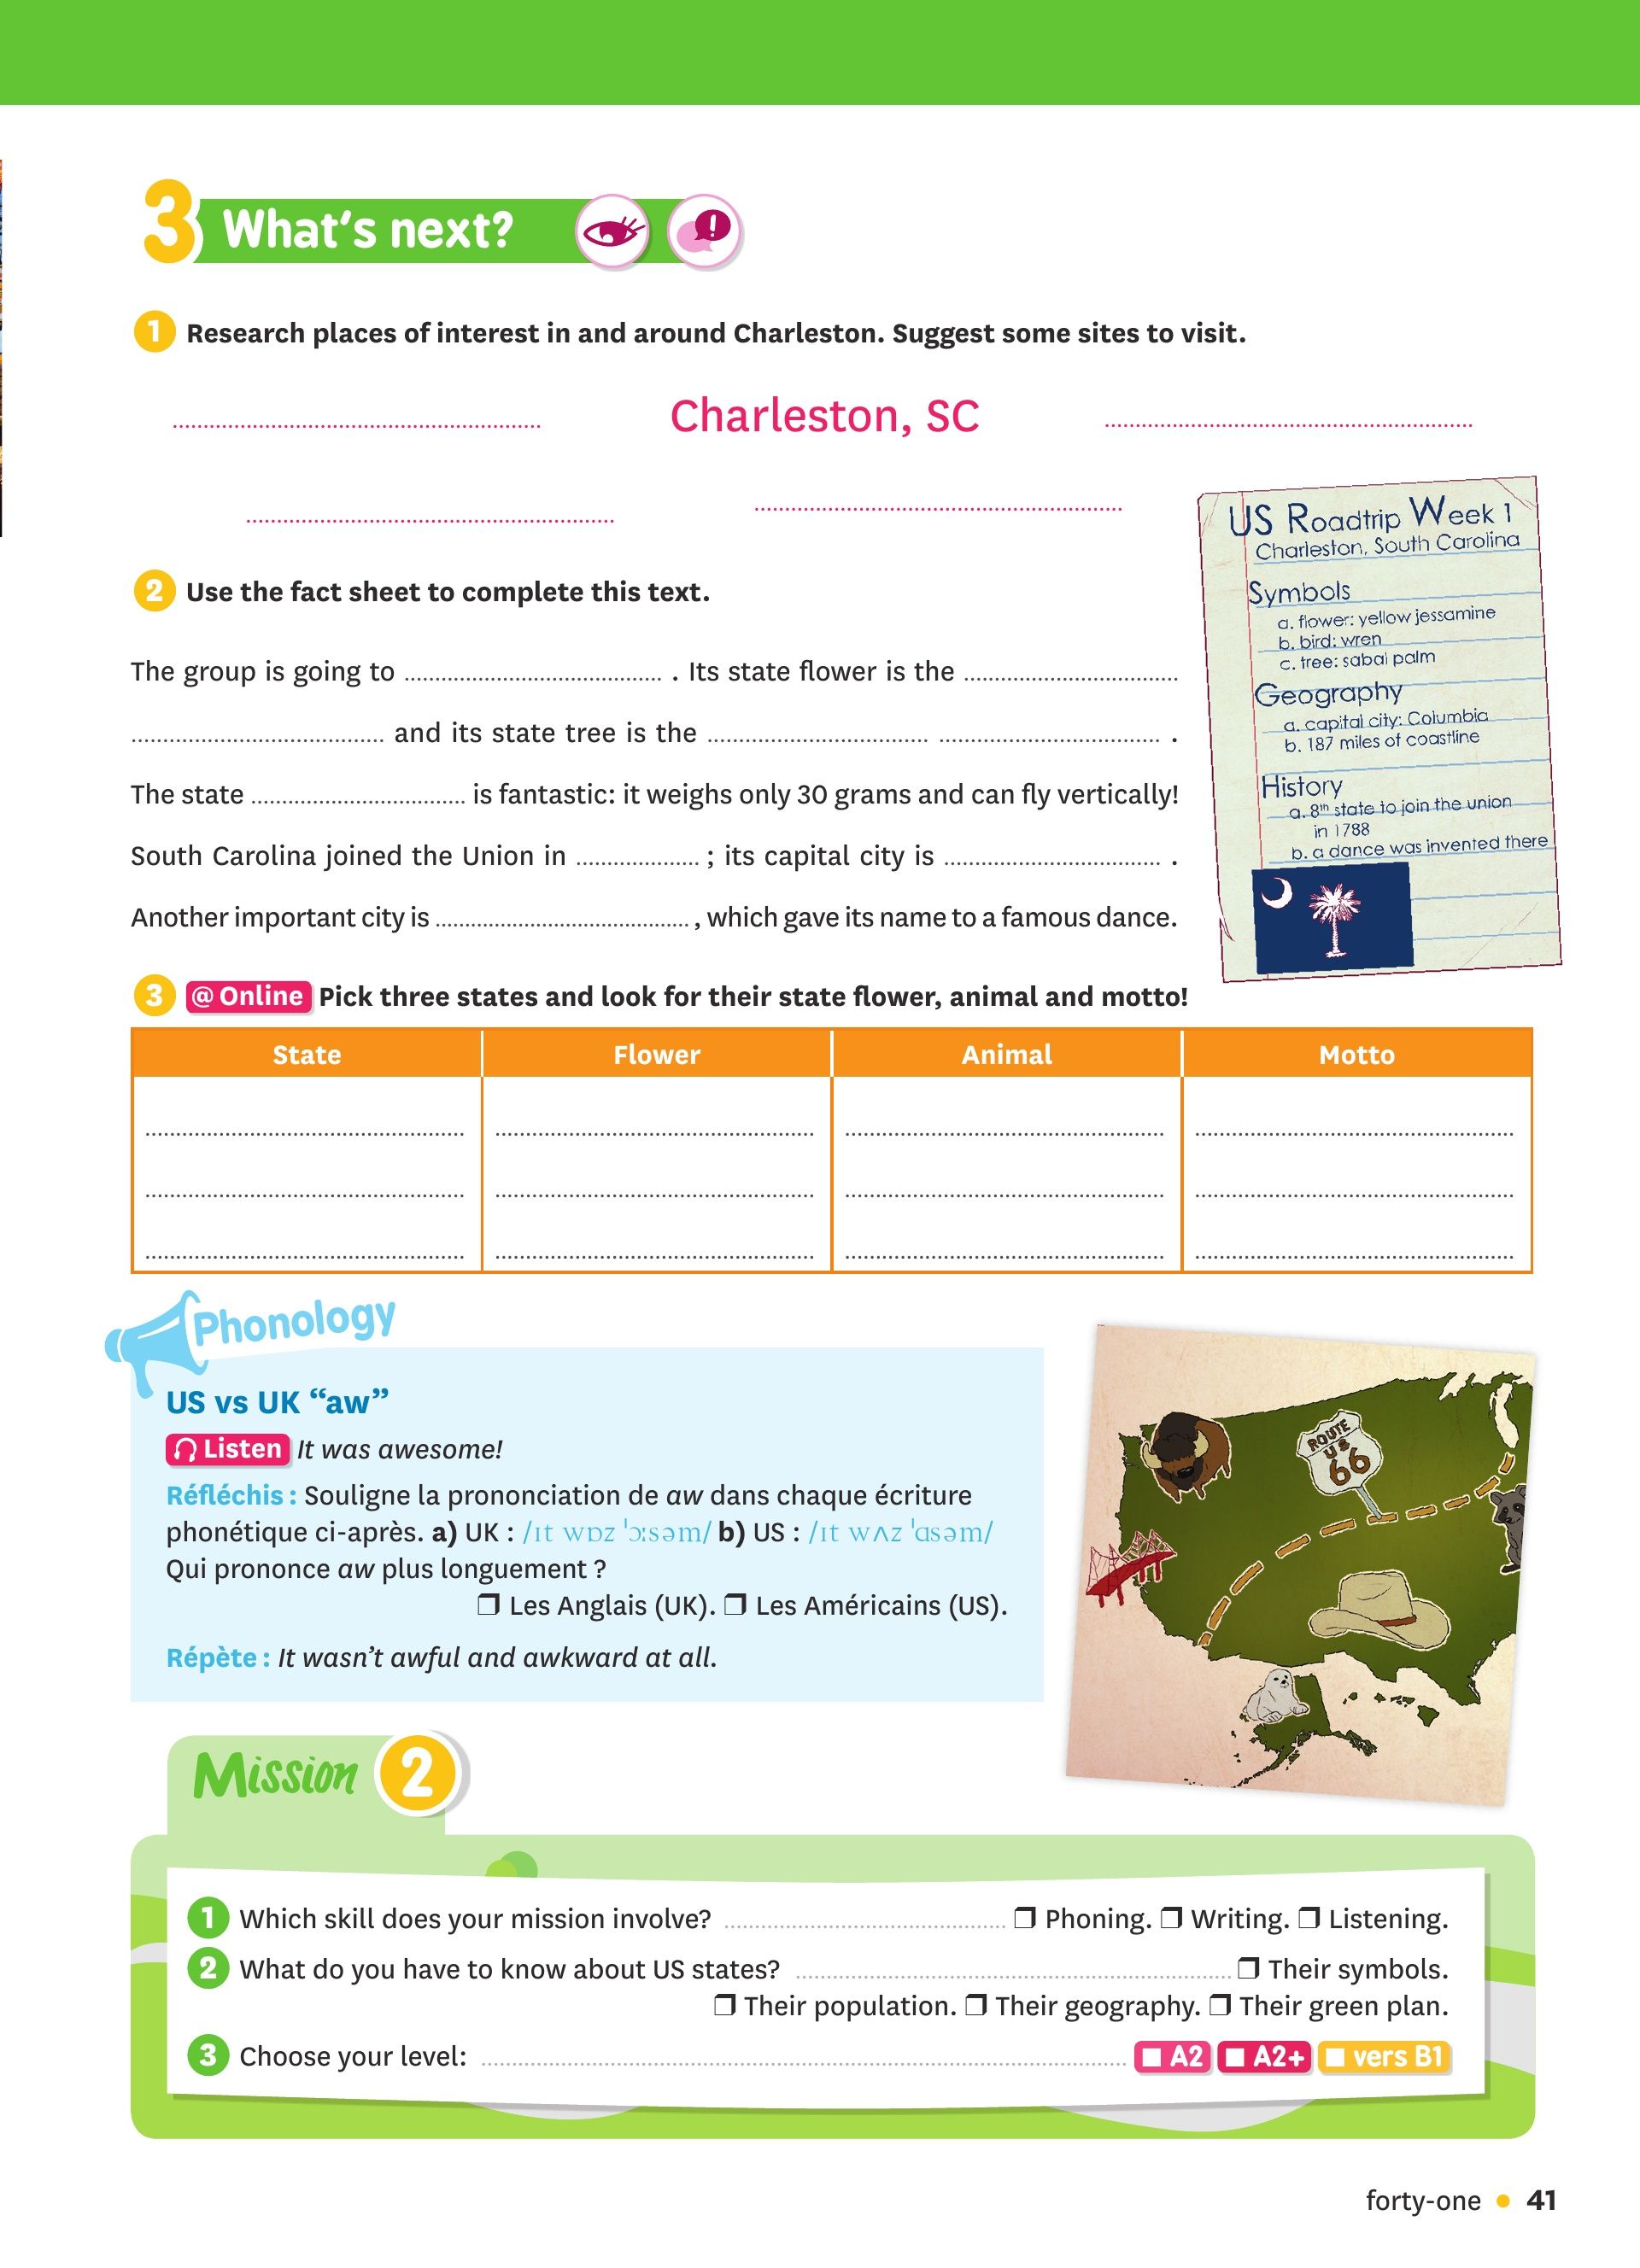 3 What's next?
1 Research places of interest in and around Charleston. Suggest some sites to visit.
Charleston, SC
US Roadtrip Week 1
Charleston, South Carolina
Symbols
a. flower: yellow jessamine
b. bird: wren
c. tree: sabal palm
Geography
a. capital city: Columbia
b. 187 miles of coastline
History
a. 8th state to join the union
in 1788
b. a dance was invented there
2 Use the fact sheet to complete this text.
The group is going to .......... . Its state flower is the ..........
.......... and its state tree is the .......... .......... .
The state .......... is fantastic: it weighs only 30 grams and can fly vertically!
South Carolina joined the Union in .......... ; its capital city is .......... .
Another important city is .......... , which gave its name to a famous dance.
3 @ Online Pick three states and look for their state flower, animal and motto!
State Flower Animal Motto
Phonology
US vs UK “aw”
Listen It was awesome!
Réfléchis : Souligne la prononciation de aw dans chaque écriture
phonétique ci-après. a) UK : /ɪt wɒz ˈɔːsəm/ b) US : /ɪt wʌz ˈɑsəm/
Qui prononce aw plus longuement ?
❒ Les Anglais (UK). ❒ Les Américains (US).
Répète : It wasn’t awful and awkward at all.
ROUTE
US
66
Mission 2
1 Which skill does your mission involve? .......... ❒ Phoning. ❒ Writing. ❒ Listening.
2 What do you have to know about US states? .......... ❒ Their symbols.
❒ Their population. ❒ Their geography. ❒ Their green plan.
3 Choose your level: .......... A2 A2+ vers B1
forty-one • 41